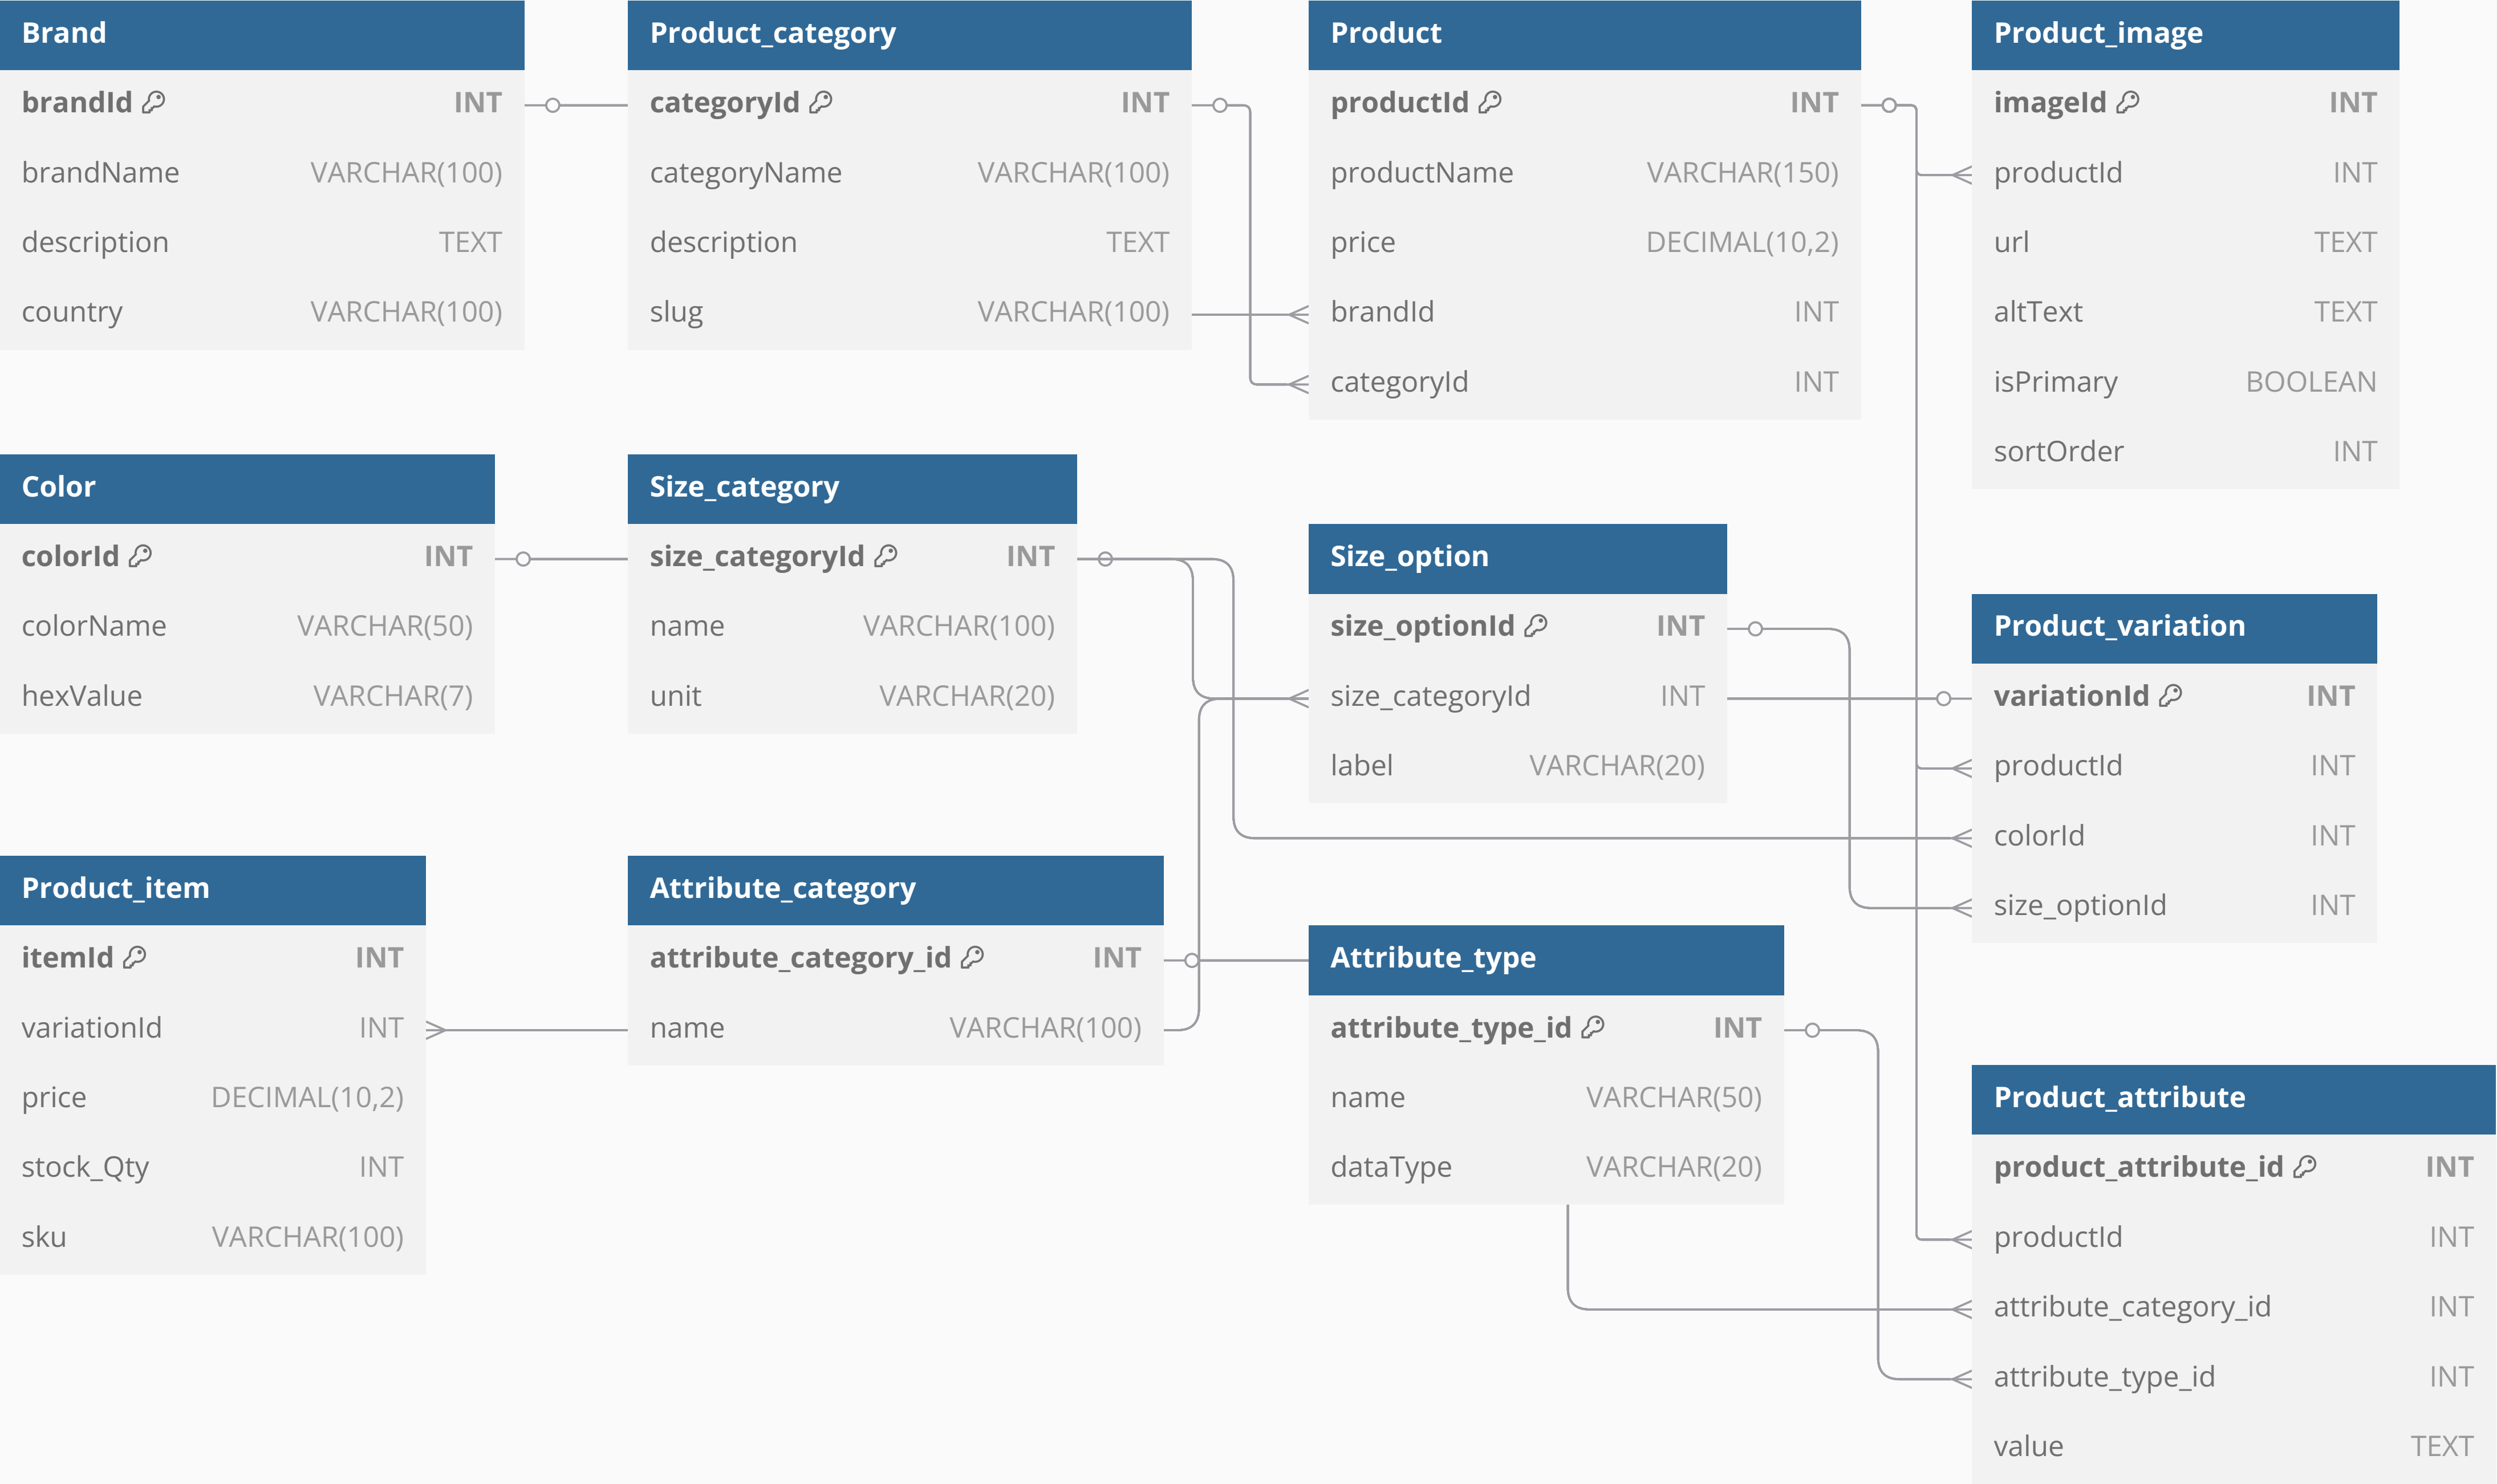 Brand
brandId INT
brandName VARCHAR(100)
description TEXT
country VARCHAR(100)
Product_category
categoryId INT
categoryName VARCHAR(100)
description TEXT
slug VARCHAR(100)
Product
productId INT
productName VARCHAR(150)
price DECIMAL(10,2)
brandId INT
categoryId INT
Product_image
imageId INT
productId INT
url TEXT
altText TEXT
isPrimary BOOLEAN
sortOrder INT
Color
colorId INT
colorName VARCHAR(50)
hexValue VARCHAR(7)
Size_category
size_categoryId INT
name VARCHAR(100)
unit VARCHAR(20)
Size_option
size_optionId INT
size_categoryId INT
label VARCHAR(20)
Product_variation
variationId INT
productId INT
colorId INT
size_optionId INT
Product_item
itemId INT
variationId INT
price DECIMAL(10,2)
stock_Qty INT
sku VARCHAR(100)
Attribute_category
attribute_category_id INT
name VARCHAR(100)
Attribute_type
attribute_type_id INT
name VARCHAR(50)
dataType VARCHAR(20)
Product_attribute
product_attribute_id INT
productId INT
attribute_category_id INT
attribute_type_id INT
value TEXT